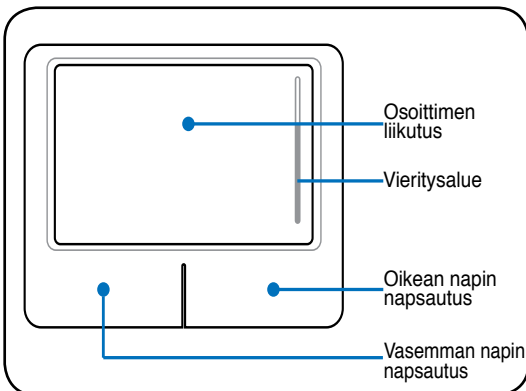 Osoittimen
liikutus
Vieritysalue
Oikean napin
napsautus
Vasemman napin
napsautus